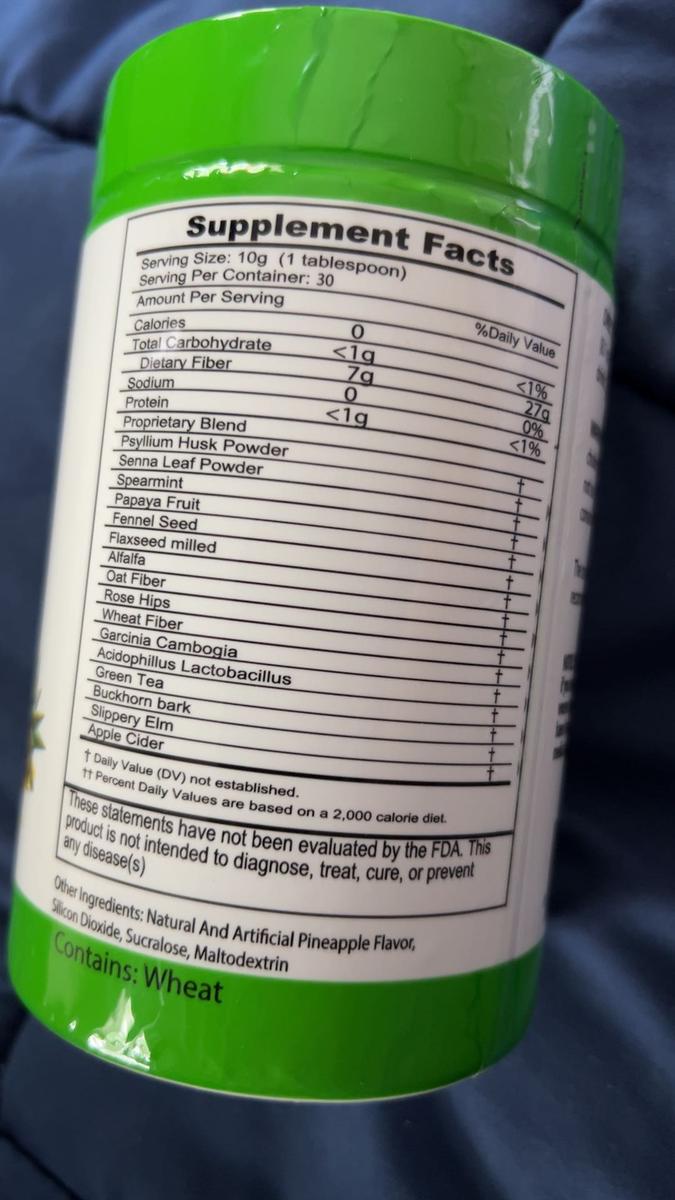 Supplement Facts
Serving Size: 10g (1 tablespoon)
Serving Per Container: 30
Amount Per Serving %Daily Value
Calories 0
Total Carbohydrate <1g <1%
Dietary Fiber 7g 27g
Sodium 0 0%
Protein <1g <1%
Proprietary Blend
Psyllium Husk Powder †
Senna Leaf Powder †
Spearmint †
Papaya Fruit †
Fennel Seed †
Flaxseed milled †
Alfalfa †
Oat Fiber †
Rose Hips †
Wheat Fiber †
Garcinia Cambogia †
Acidophillus Lactobacillus †
Green Tea †
Buckhorn bark †
Slippery Elm †
Apple Cider †
† Daily Value (DV) not established.
†† Percent Daily Values are based on a 2,000 calorie diet.
These statements have not been evaluated by the FDA. This
product is not intended to diagnose, treat, cure, or prevent
any disease(s)
Other Ingredients: Natural And Artificial Pineapple Flavor,
Silicon Dioxide, Sucralose, Maltodextrin
Contains: Wheat